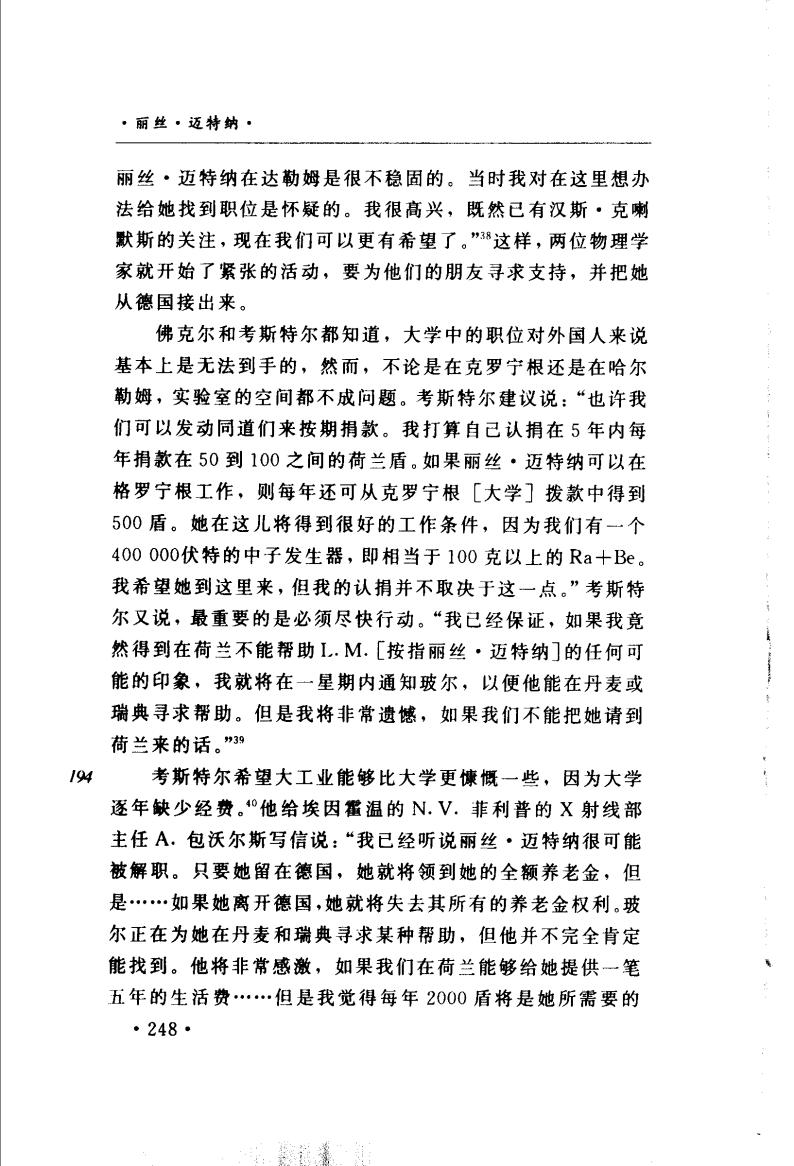 ·丽丝·迈特纳·
丽丝·迈特纳在达勒姆是很不稳固的。当时我对在这里想办
法给她找到职位是怀疑的。我很高兴，既然已有汉斯·克喇
默斯的关注，现在我们可以更有希望了。”38这样，两位物理学
家就开始了紧张的活动，要为他们的朋友寻求支持，并把她
从德国接出来。
佛克尔和考斯特尔都知道，大学中的职位对外国人来说
基本上是无法到手的，然而，不论是在克罗宁根还是在哈尔
勒姆，实验室的空间都不成问题。考斯特尔建议说：“也许我
们可以发动同道们来按期捐款。我打算自己认捐在 5 年内每
年捐款在 50 到 100 之间的荷兰盾。如果丽丝·迈特纳可以在
格罗宁根工作，则每年还可从克罗宁根［大学］拨款中得到
500 盾。她在这儿将得到很好的工作条件，因为我们有一个
400 000伏特的中子发生器，即相当于 100 克以上的 Ra＋Be。
我希望她到这里来，但我的认捐并不取决于这一点。”考斯特
尔又说，最重要的是必须尽快行动。“我已经保证，如果我竟
然得到在荷兰不能帮助 L. M.［按指丽丝·迈特纳］的任何可
能的印象，我就将在一星期内通知玻尔，以便他能在丹麦或
瑞典寻求帮助。但是我将非常遗憾，如果我们不能把她请到
荷兰来的话。”39
194 考斯特尔希望大工业能够比大学更慷慨一些，因为大学
逐年缺少经费。40他给埃因霍温的 N. V. 菲利普的 X 射线部
主任 A. 包沃尔斯写信说：“我已经听说丽丝·迈特纳很可能
被解职。只要她留在德国，她就将领到她的全额养老金，但
是……如果她离开德国，她就将失去其所有的养老金权利。玻
尔正在为她在丹麦和瑞典寻求某种帮助，但他并不完全肯定
能找到。他将非常感激，如果我们在荷兰能够给她提供一笔
五年的生活费……但是我觉得每年 2000 盾将是她所需要的
·248·